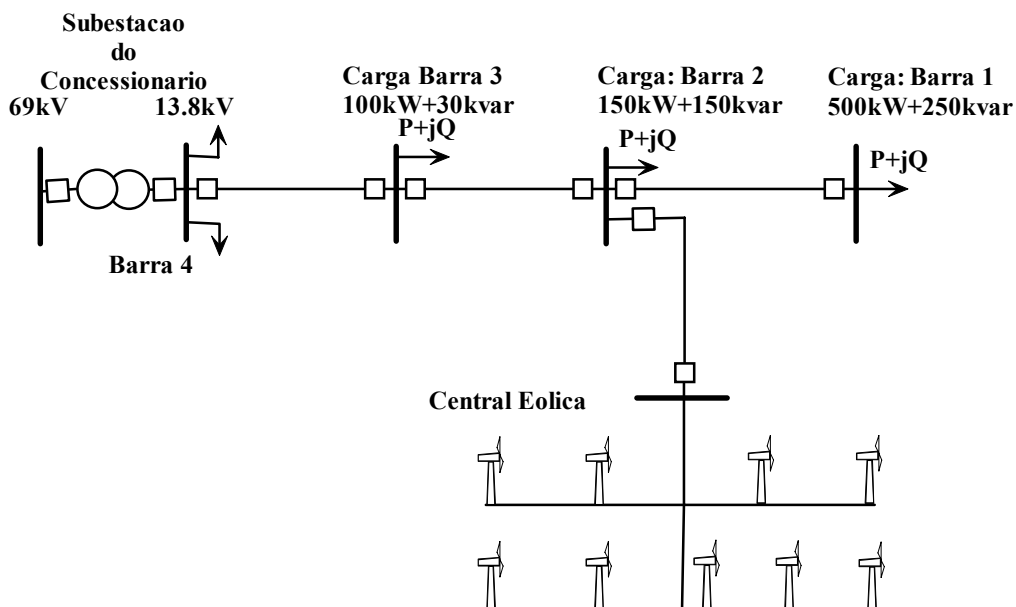 Subestacao
do
Concessionario
69kV 13.8kV
Barra 4
Carga Barra 3
100kW+30kvar
P+jQ
Carga: Barra 2
150kW+150kvar
P+jQ
Carga: Barra 1
500kW+250kvar
P+jQ
Central Eolica